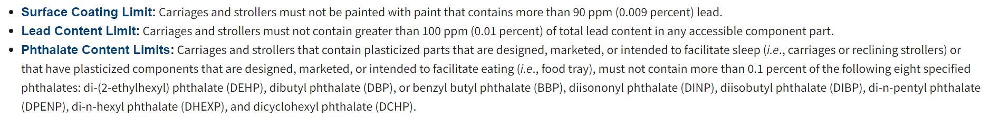 • Surface Coating Limit: Carriages and strollers must not be painted with paint that contains more than 90 ppm (0.009 percent) lead.
• Lead Content Limit: Carriages and strollers must not contain greater than 100 ppm (0.01 percent) of total lead content in any accessible component part.
• Phthalate Content Limits: Carriages and strollers that contain plasticized parts that are designed, marketed, or intended to facilitate sleep (i.e., carriages or reclining strollers) or
that have plasticized components that are designed, marketed, or intended to facilitate eating (i.e., food tray), must not contain more than 0.1 percent of the following eight specified
phthalates: di-(2-ethylhexyl) phthalate (DEHP), dibutyl phthalate (DBP), or benzyl butyl phthalate (BBP), diisononyl phthalate (DINP), diisobutyl phthalate (DIBP), di-n-pentyl phthalate
(DPENP), di-n-hexyl phthalate (DHEXP), and dicyclohexyl phthalate (DCHP).